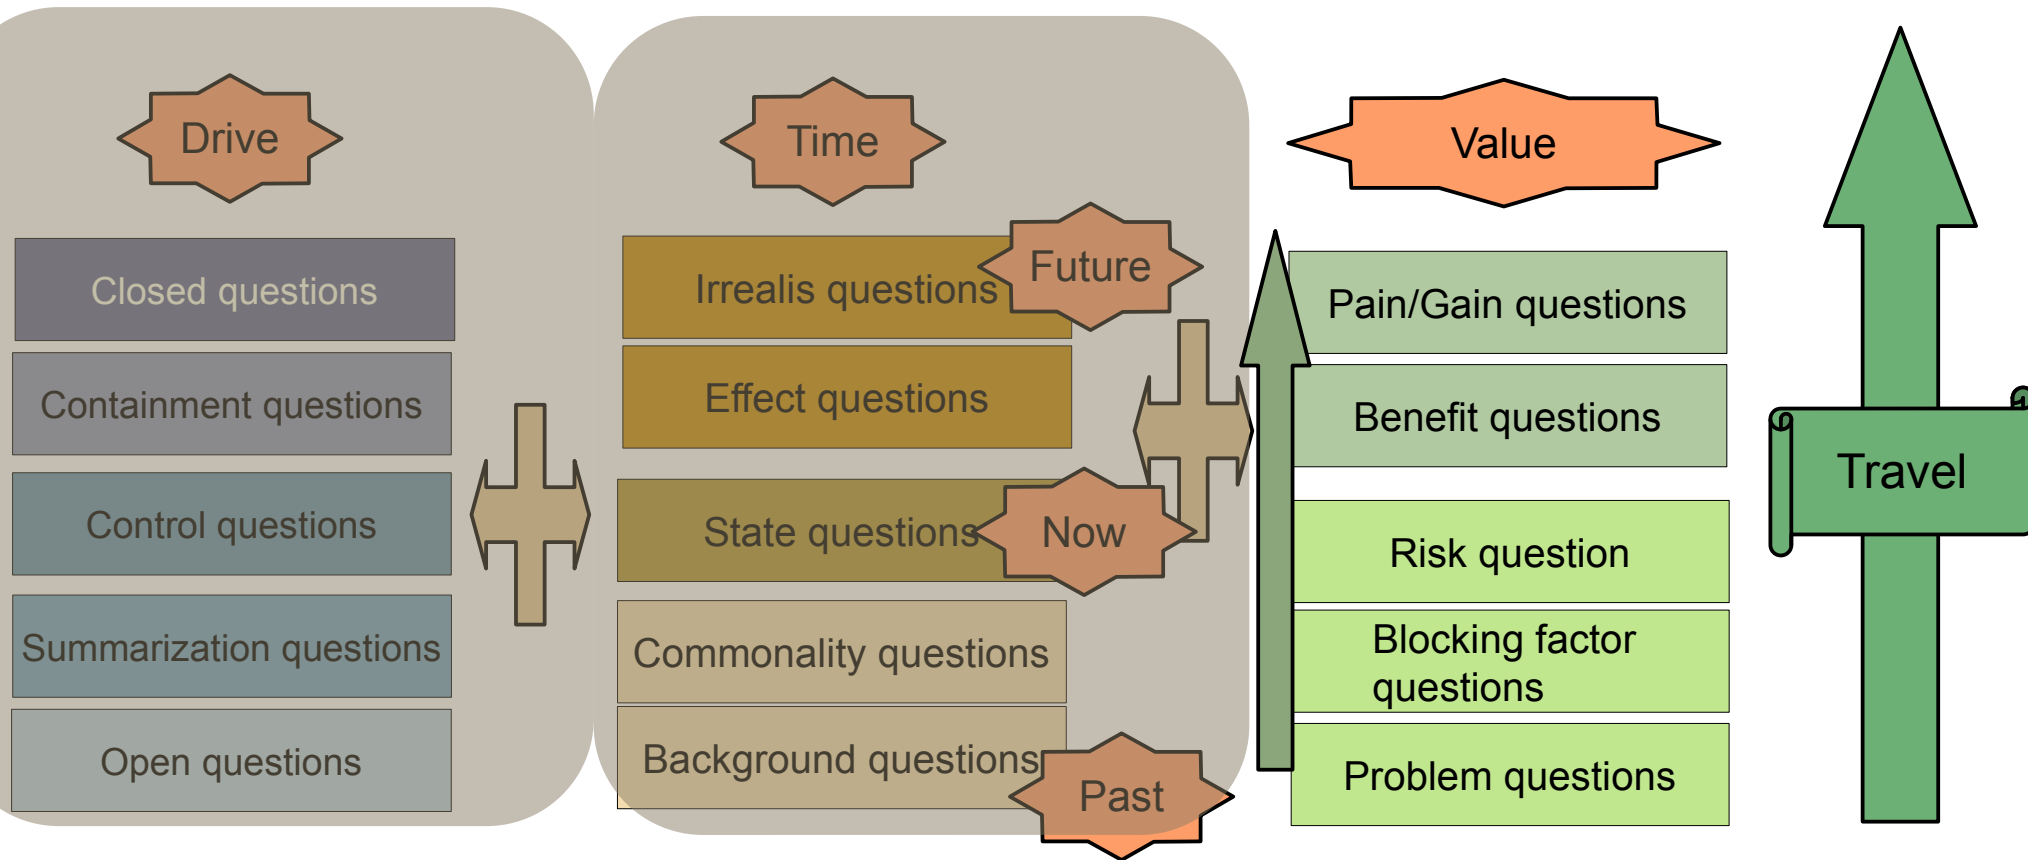 Drive
Closed questions
Containment questions
Control questions
Summarization questions
Open questions
Time
Future
Irrealis questions
Effect questions
State questions
Now
Commonality questions
Background questions
Past
Value
Pain/Gain questions
Benefit questions
Risk question
Blocking factor
questions
Problem questions
Travel